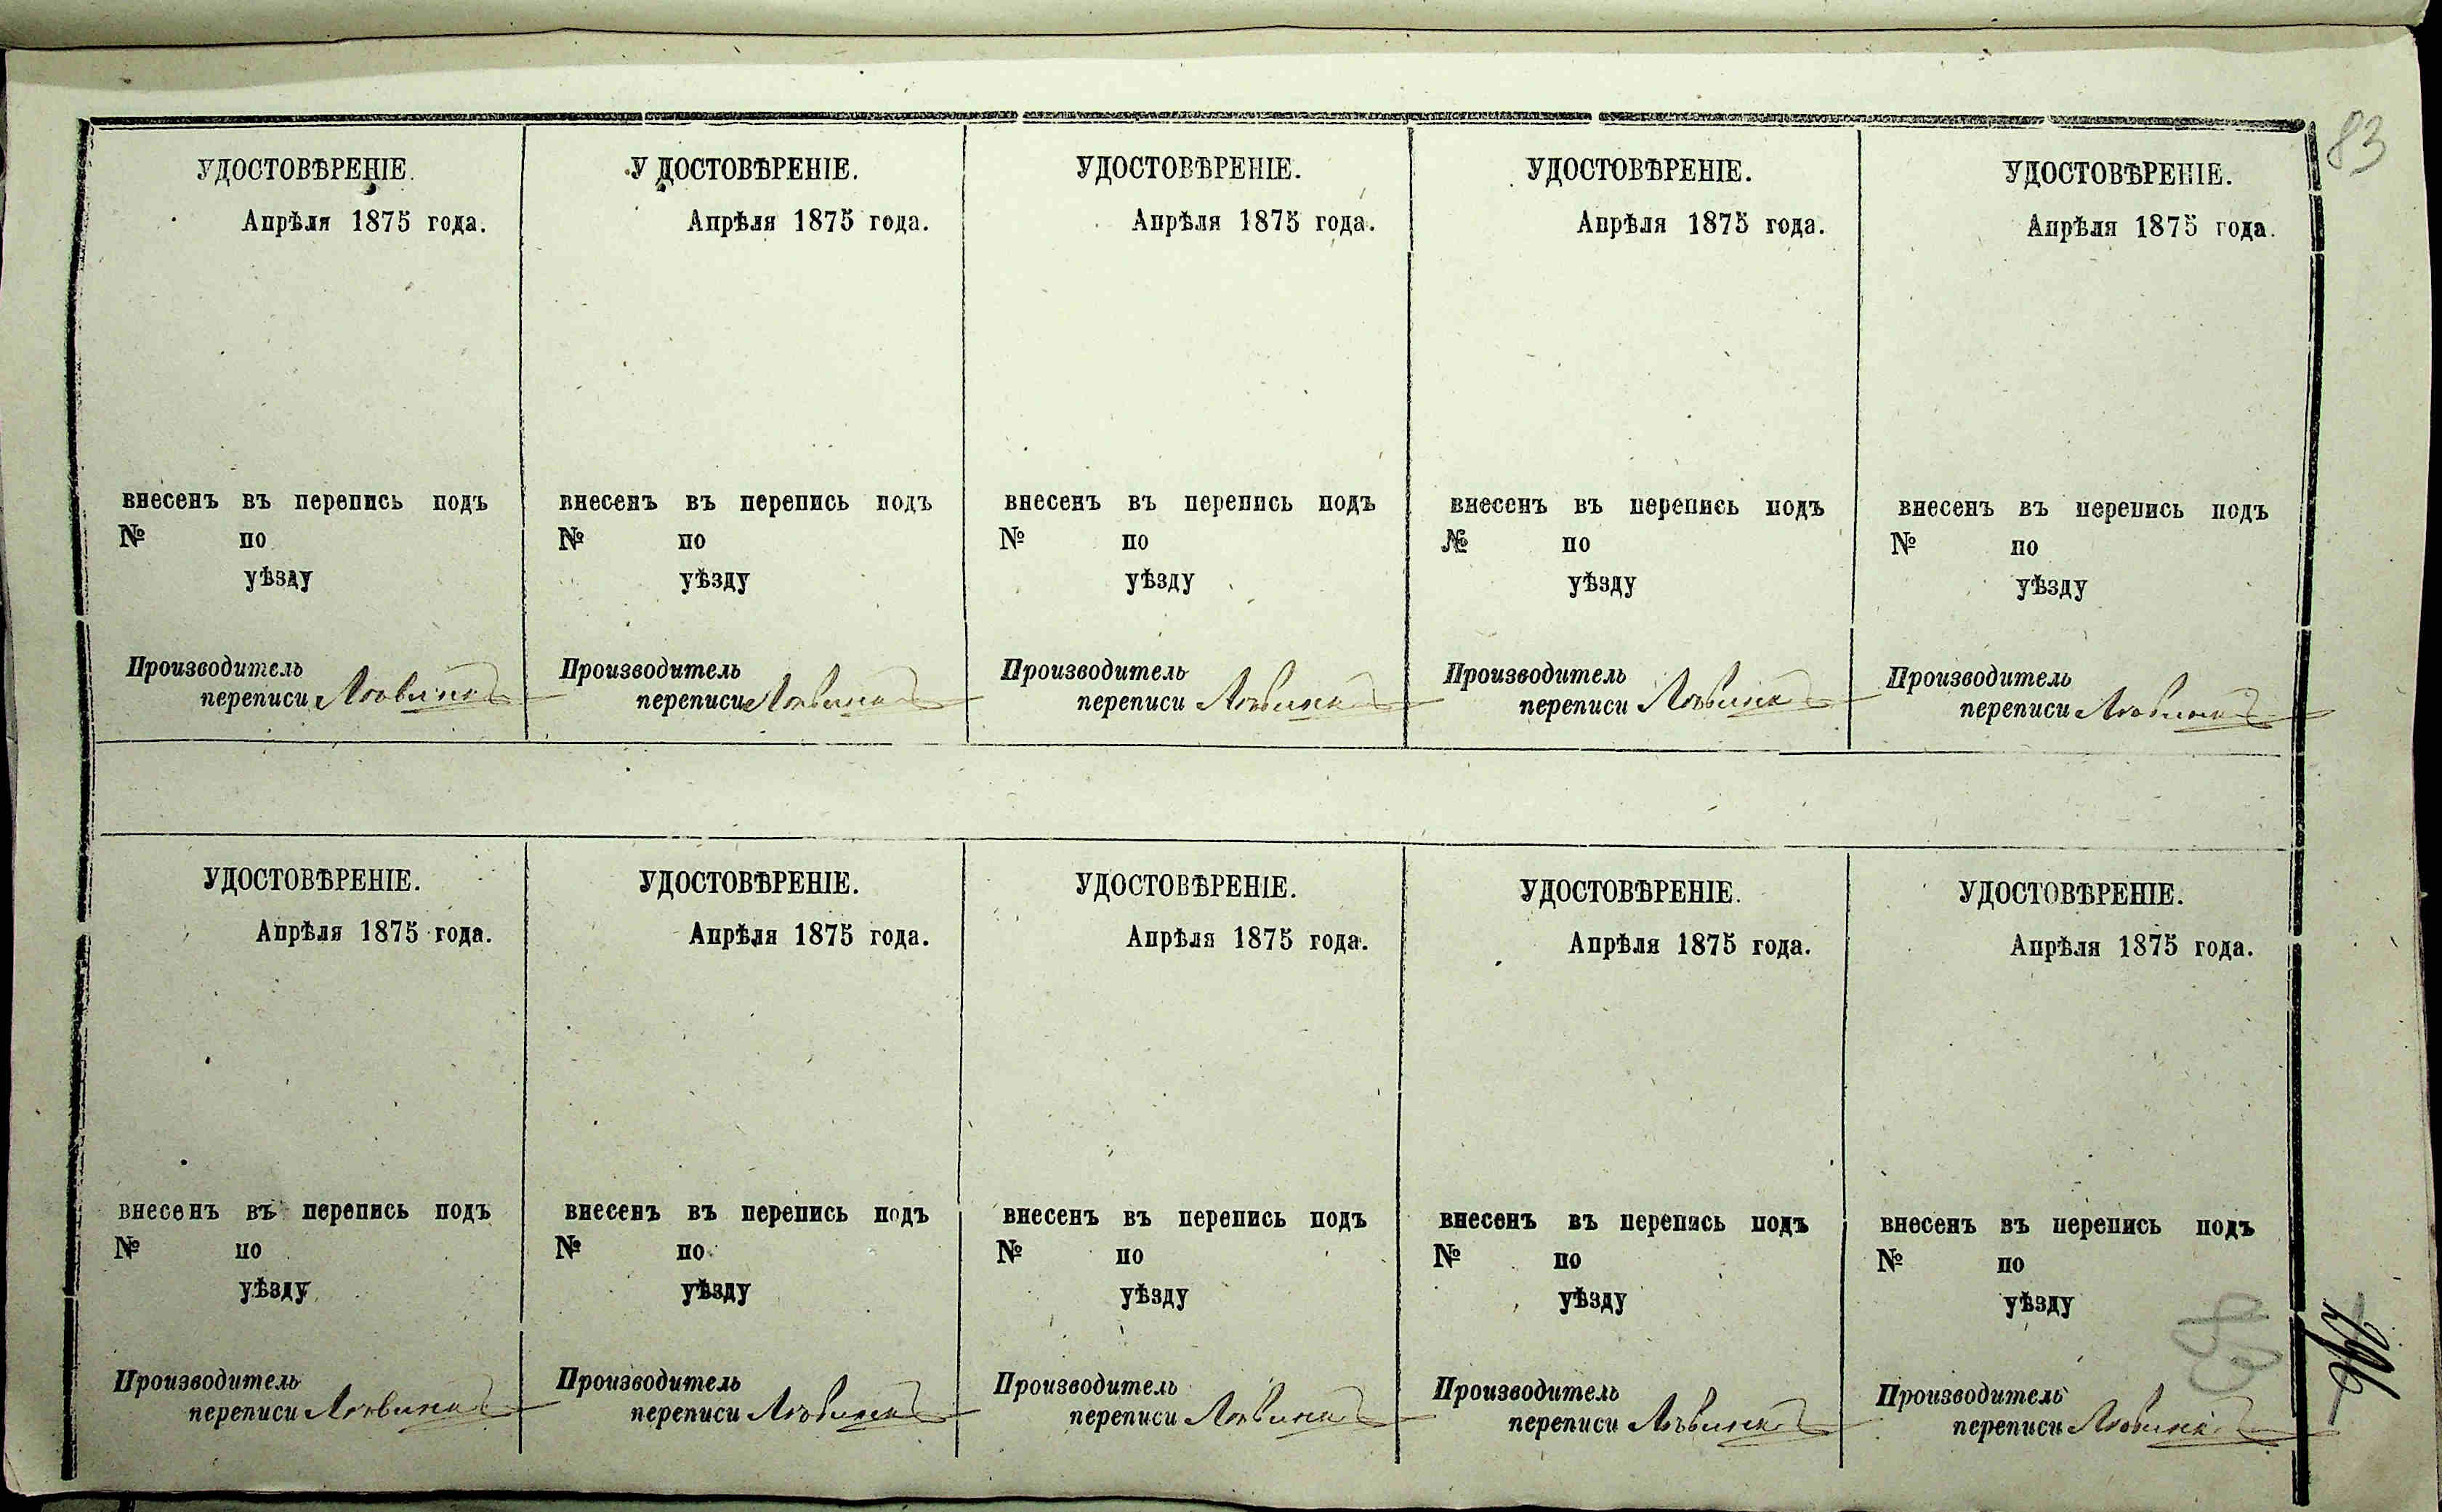 83
УДОСТОВѢРЕНІЕ.
Апрѣля 1875 года.
внесенъ въ перепись подъ
№ по
уѣзду
Производитель
переписи
УДОСТОВѢРЕНІЕ.
Апрѣля 1875 года.
внесенъ въ перепись подъ
№ по
уѣзду
Производитель
переписи
УДОСТОВѢРЕНІЕ.
Апрѣля 1875 года.
внесенъ въ перепись подъ
№ по
уѣзду
Производитель
переписи
УДОСТОВѢРЕНІЕ.
Апрѣля 1875 года.
внесенъ въ перепись подъ
№ по
уѣзду
Производитель
переписи
УДОСТОВѢРЕНІЕ.
Апрѣля 1875 года.
внесенъ въ перепись подъ
№ по
уѣзду
Производитель
переписи
УДОСТОВѢРЕНІЕ.
Апрѣля 1875 года.
внесенъ въ перепись подъ
№ по
уѣзду
Производитель
переписи
УДОСТОВѢРЕНІЕ.
Апрѣля 1875 года.
внесенъ въ перепись подъ
№ по
уѣзду
Производитель
переписи
УДОСТОВѢРЕНІЕ.
Апрѣля 1875 года.
внесенъ въ перепись подъ
№ по
уѣзду
Производитель
переписи
УДОСТОВѢРЕНІЕ.
Апрѣля 1875 года.
внесенъ въ перепись подъ
№ по
уѣзду
Производитель
переписи
УДОСТОВѢРЕНІЕ.
Апрѣля 1875 года.
внесенъ въ перепись подъ
№ по
уѣзду
Производитель
переписи